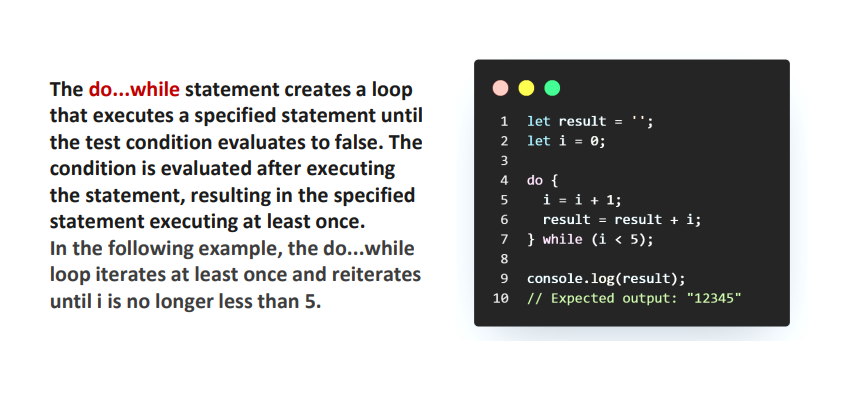 The do...while statement creates a loop
that executes a specified statement until
the test condition evaluates to false. The
condition is evaluated after executing
the statement, resulting in the specified
statement executing at least once.
In the following example, the do...while
loop iterates at least once and reiterates
until i is no longer less than 5.
1 let result = '';
2 let i = 0;
3
4 do {
5   i = i + 1;
6   result = result + i;
7 } while (i < 5);
8
9 console.log(result);
10 // Expected output: "12345"